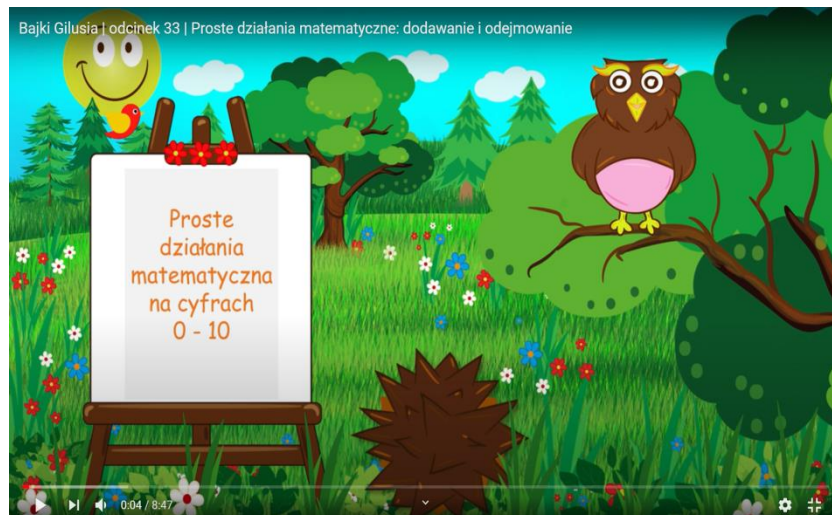 Bajki Gilusia | odcinek 33 | Proste działania matematyczne: dodawanie i odejmowanie
Proste
działania
matematyczna
na cyfrach
0 - 10
0:04 / 8:47